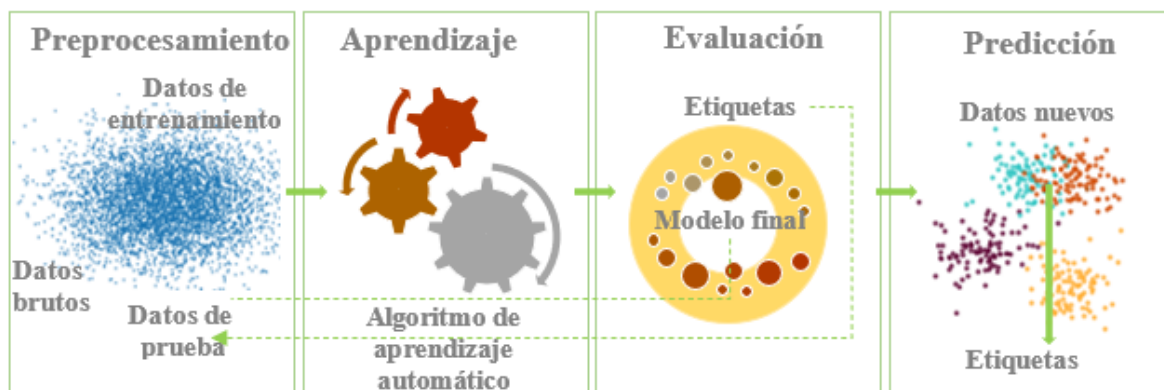 Preprocesamiento
Datos de
entrenamiento
Datos
brutos
Datos de
prueba
Aprendizaje
Algoritmo de
aprendizaje
automático
Evaluación
Etiquetas
Modelo final
Predicción
Datos nuevos
Etiquetas